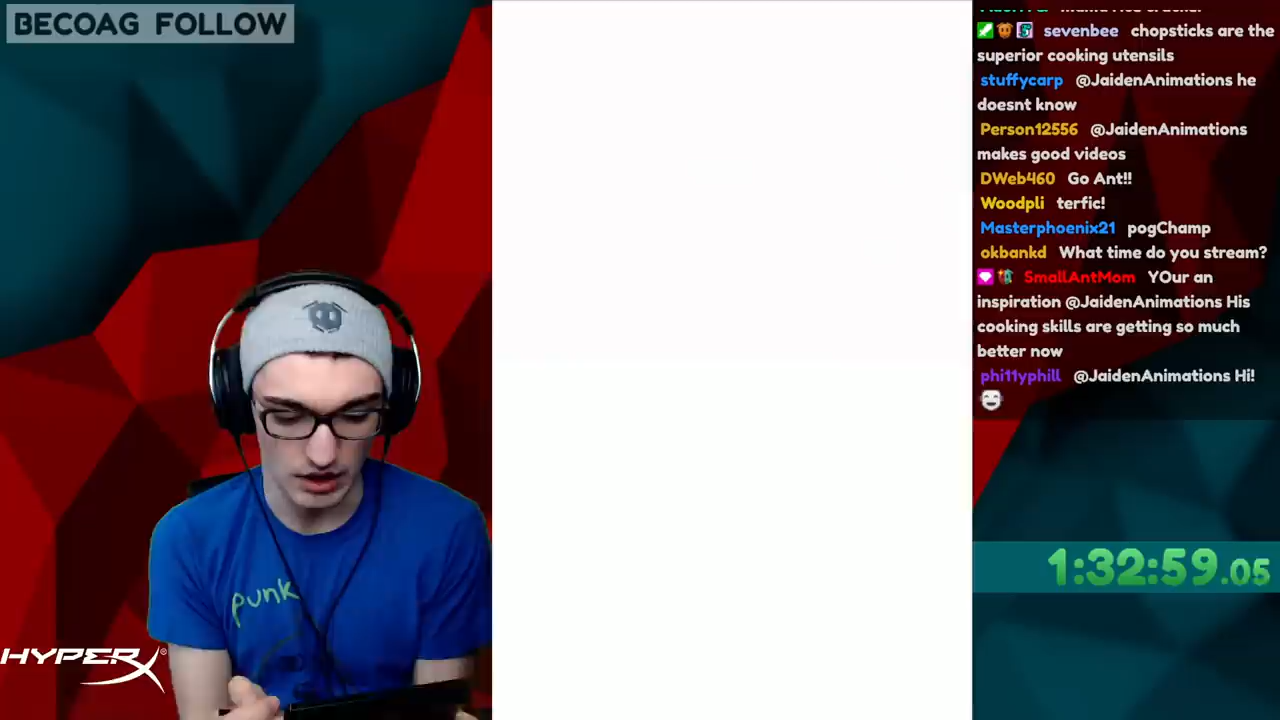 BECOAG FOLLOW
sevenbee chopsticks are the
superior cooking utensils
stuffycarp @JaidenAnimations he
doesnt know
Person12556 @JaidenAnimations
makes good videos
DWeb460 Go Ant!!
Woodpli terfic!
Masterphoenix21 pogChamp
okbankd What time do you stream?
SmallAntMom YOur an
inspiration @JaidenAnimations His
cooking skills are getting so much
better now
phi11yphill @JaidenAnimations Hi!
1:32:59.05
punk
HYPERX